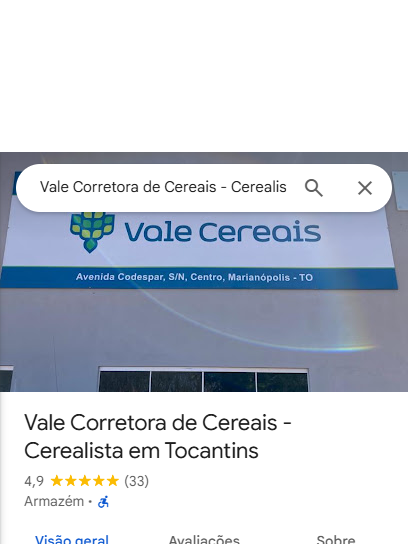 Vale Corretora de Cereais - Cerealis
Vale Cereais
Avenida Codespar, S/N, Centro, Marianópolis - TO
Vale Corretora de Cereais -
Cerealista em Tocantins
4,9 (33)
Armazém ·
Visão geral Avaliações Sobre